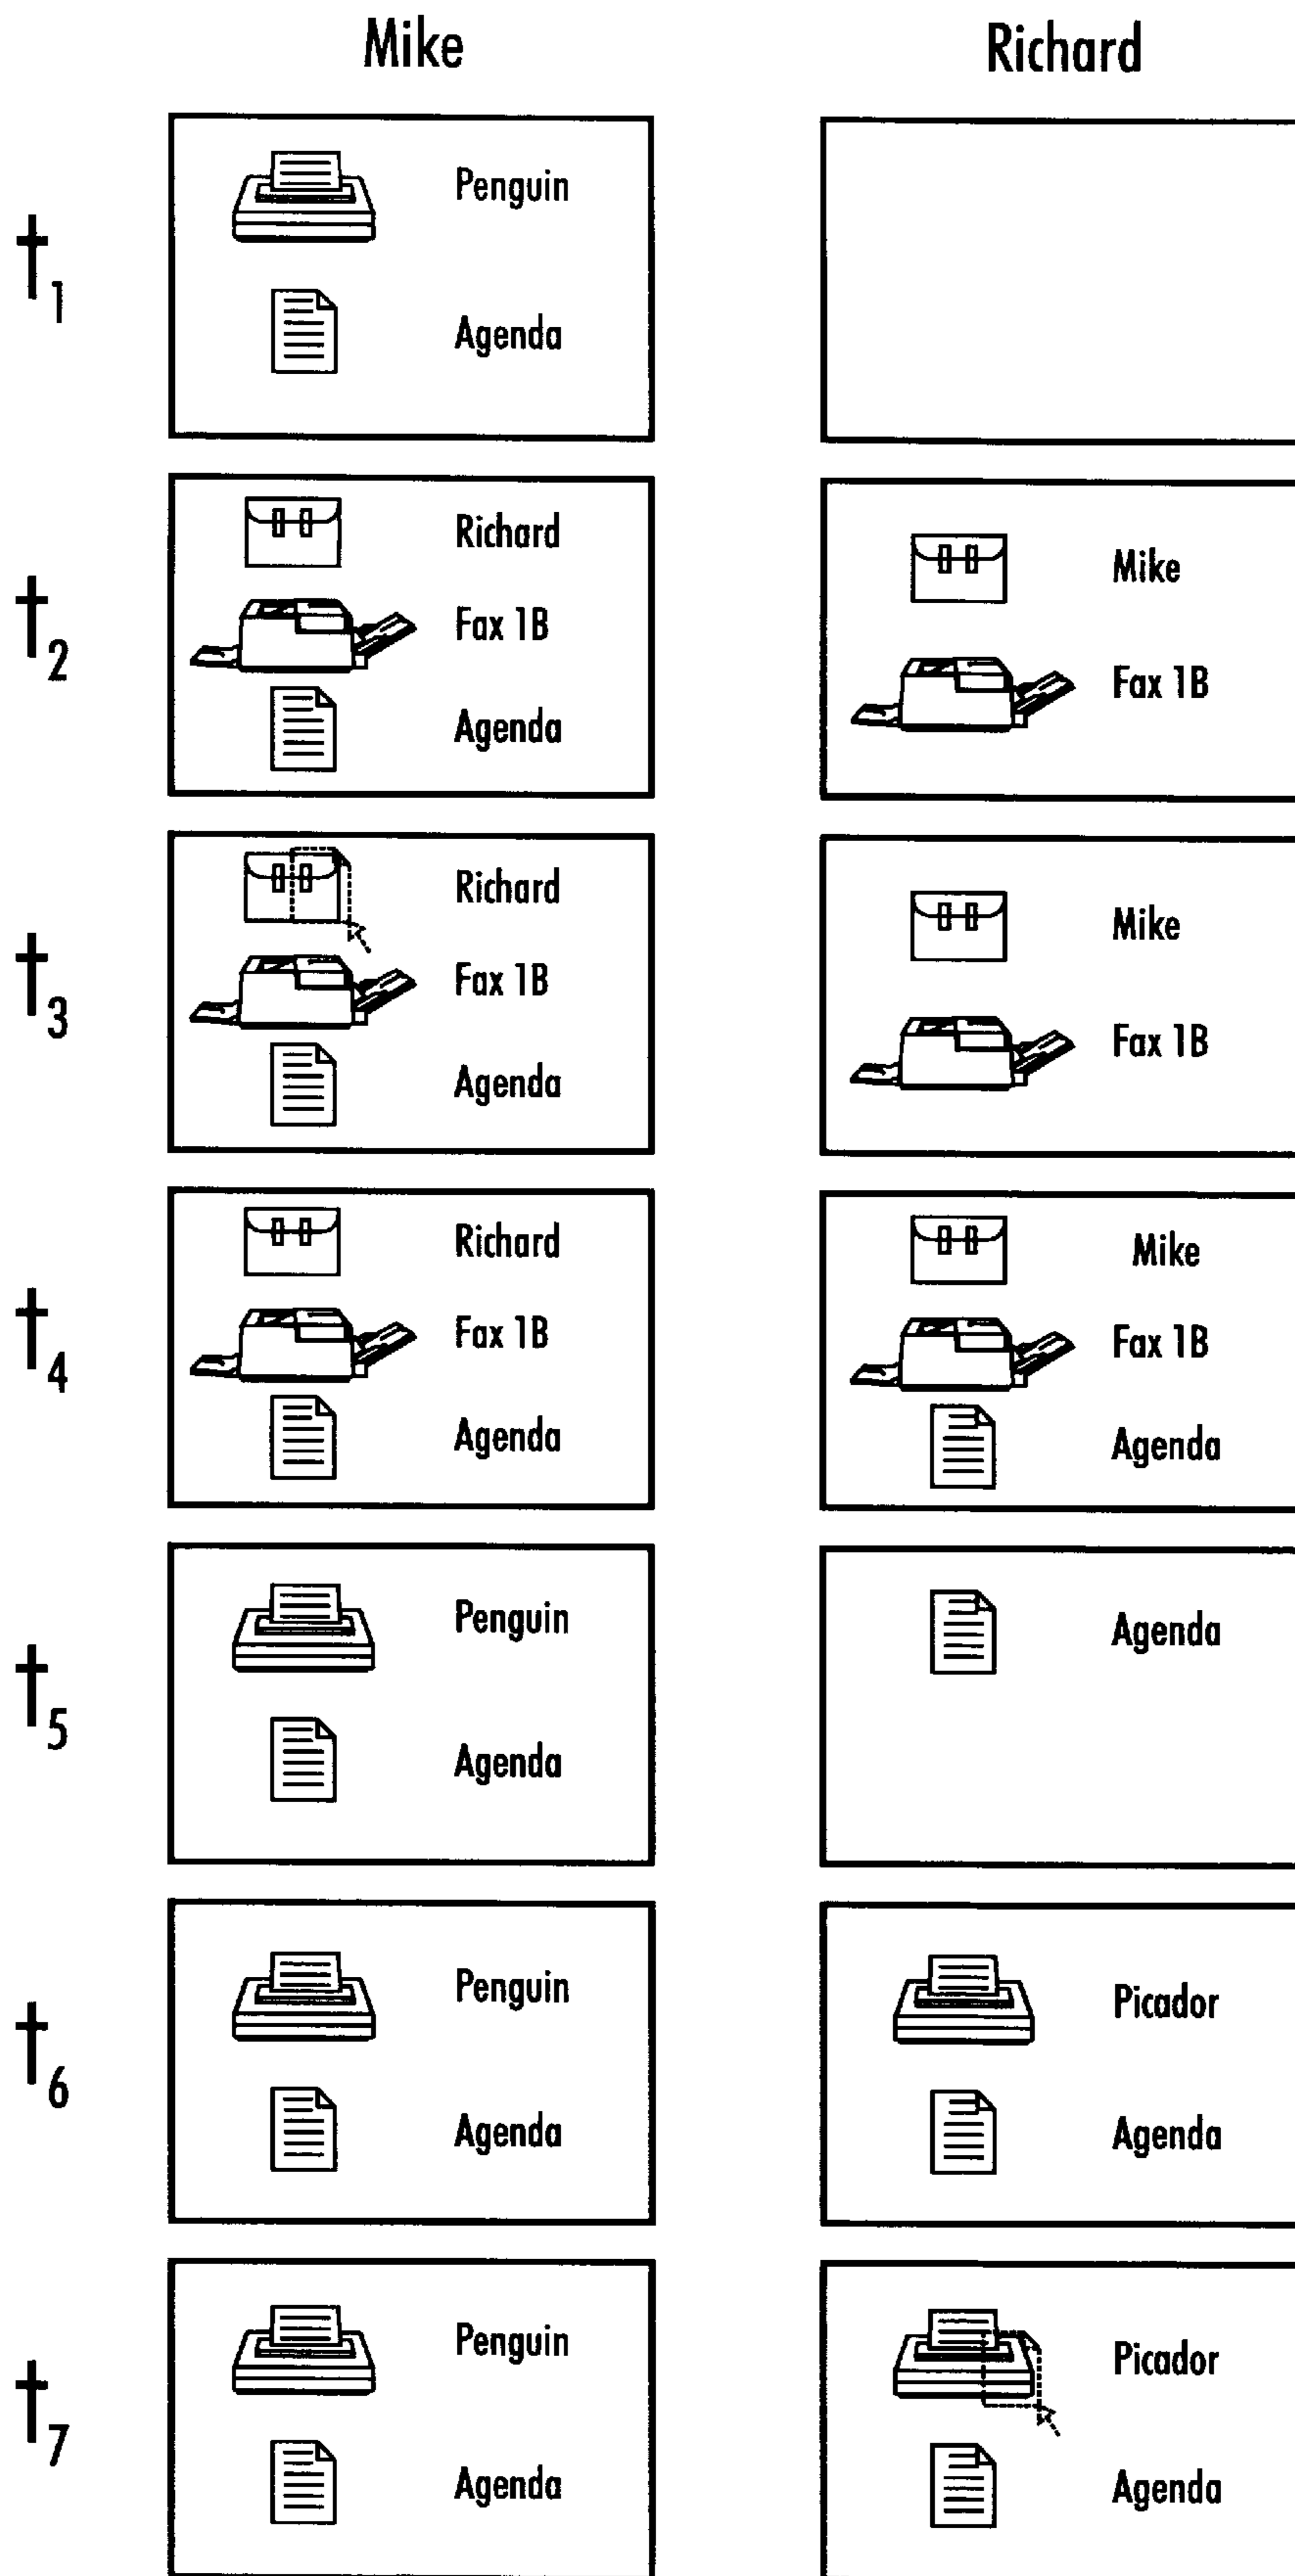 Mike Richard
t1 Penguin
Agenda
t2 Richard Mike
Fax 1B Fax 1B
Agenda
t3 Richard Mike
Fax 1B Fax 1B
Agenda
t4 Richard Mike
Fax 1B Fax 1B
Agenda Agenda
t5 Penguin Agenda
Agenda
t6 Penguin Picador
Agenda Agenda
t7 Penguin Picador
Agenda Agenda